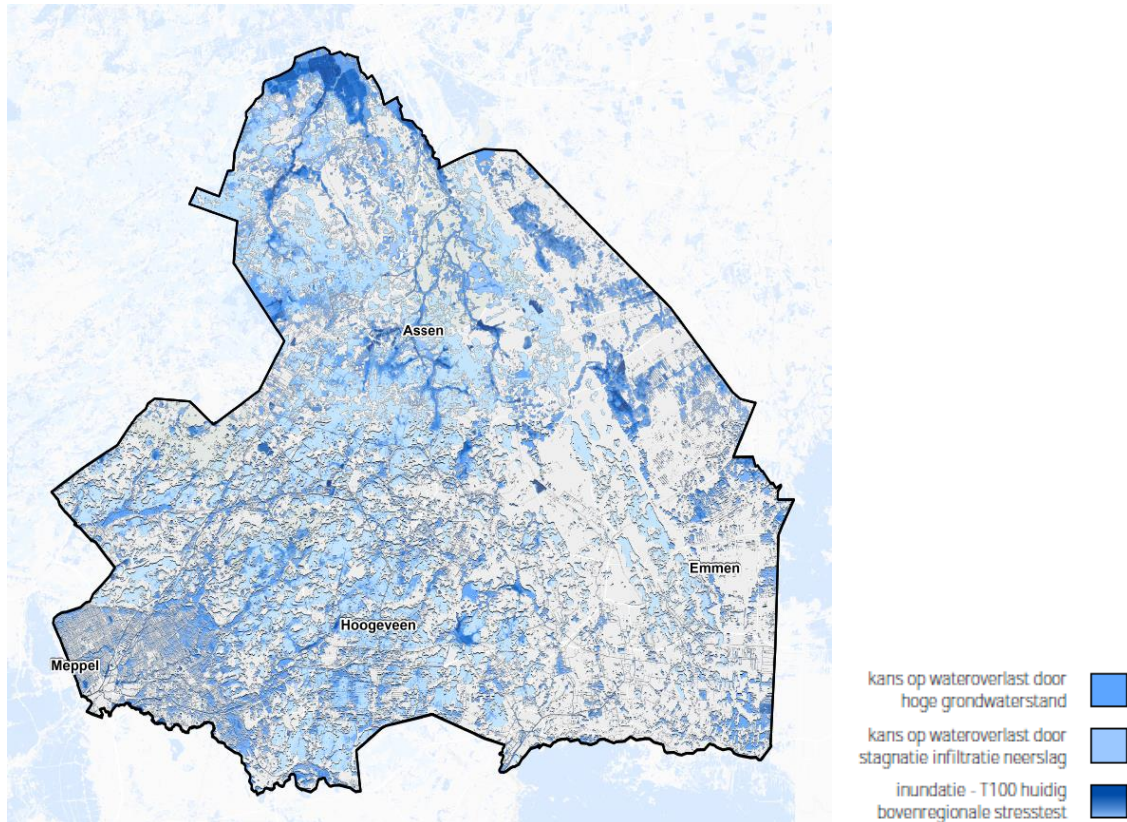 Assen
Emmen
Hoogeveen
Meppel
kans op wateroverlast door
hoge grondwaterstand
kans op wateroverlast door
stagnatie infiltratie neerslag
inundatie - T100 huidig
bovenregionale stresstest